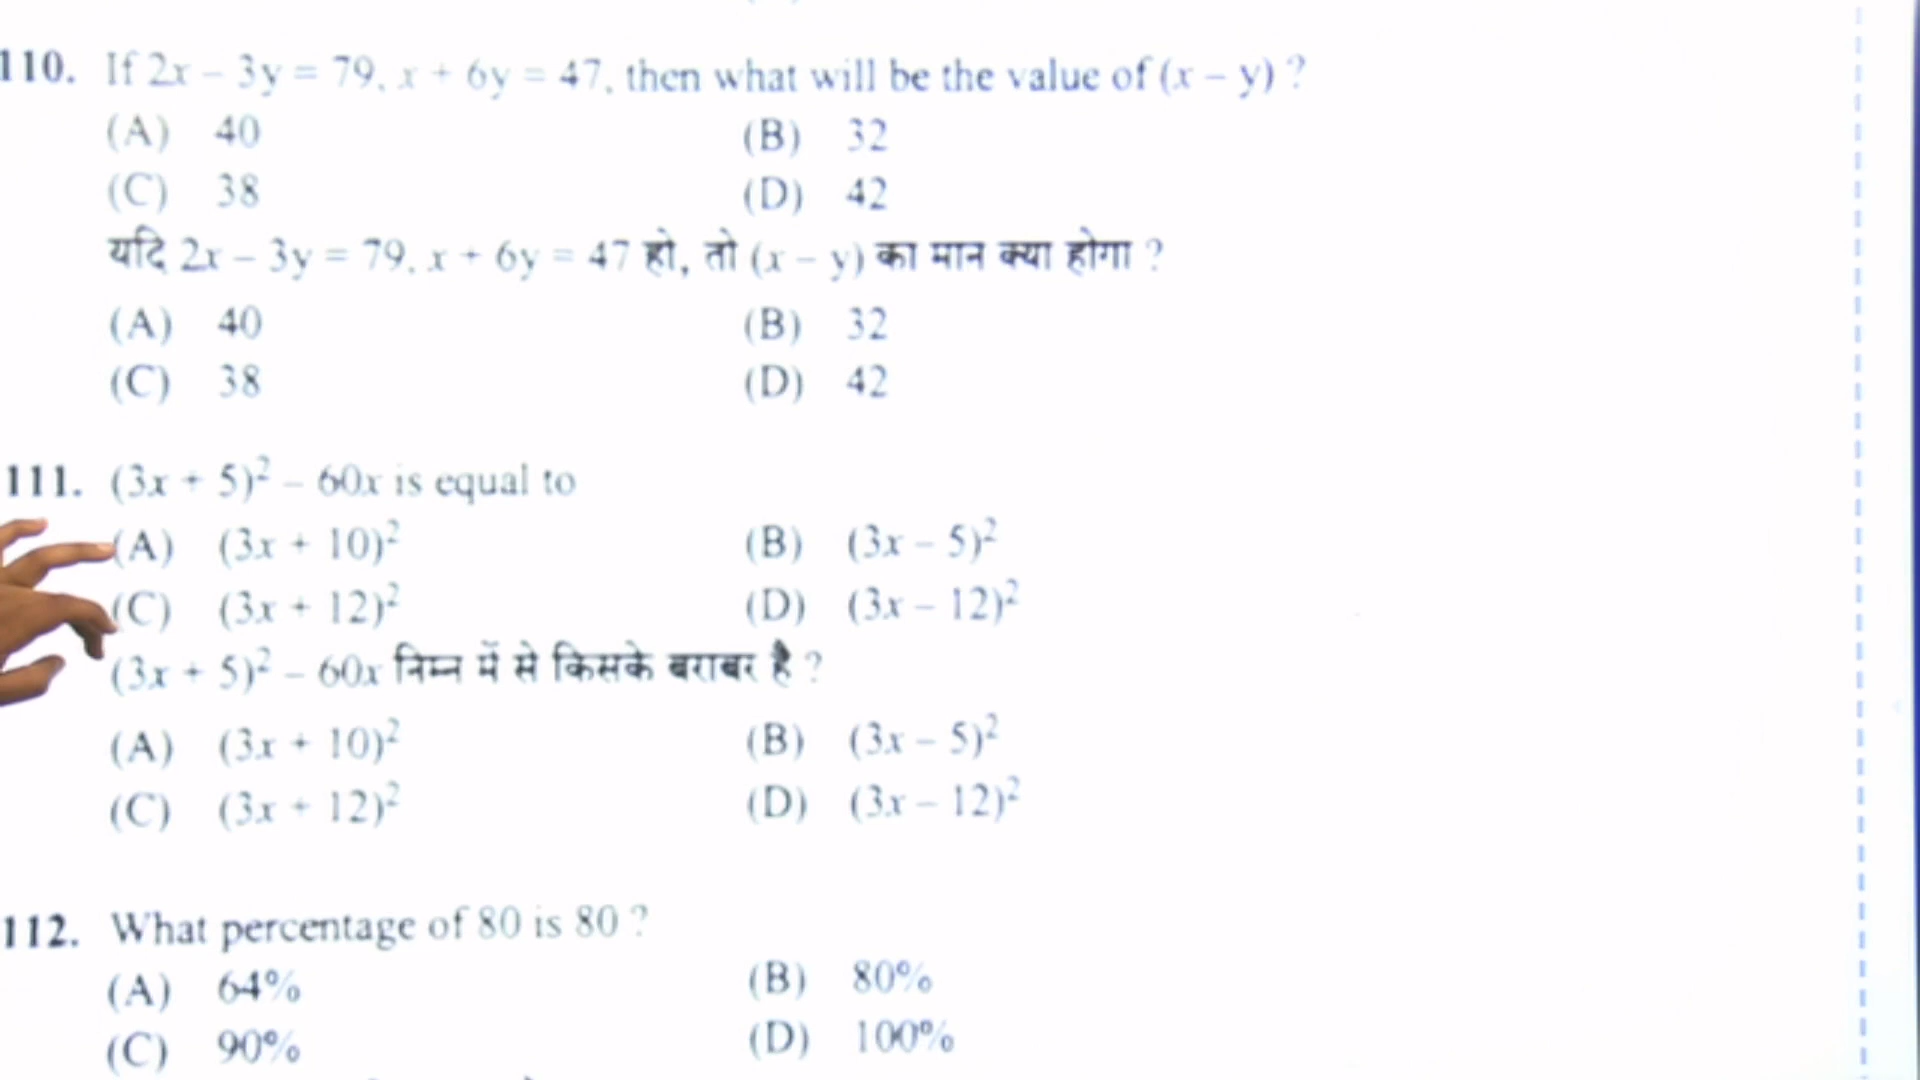 110. If 2x – 3y = 79, x + 6y = 47, then what will be the value of (x – y) ?
(A) 40 (B) 32
(C) 38 (D) 42
यदि 2x – 3y = 79, x + 6y = 47 हो, तो (x – y) का मान क्या होगा ?
(A) 40 (B) 32
(C) 38 (D) 42
111. (3x + 5)² – 60x is equal to
(A) (3x + 10)² (B) (3x – 5)²
(C) (3x + 12)² (D) (3x – 12)²
(3x + 5)² – 60x निम्न में से किसके बराबर है ?
(A) (3x + 10)² (B) (3x – 5)²
(C) (3x + 12)² (D) (3x – 12)²
112. What percentage of 80 is 80 ?
(A) 64% (B) 80%
(C) 90% (D) 100%